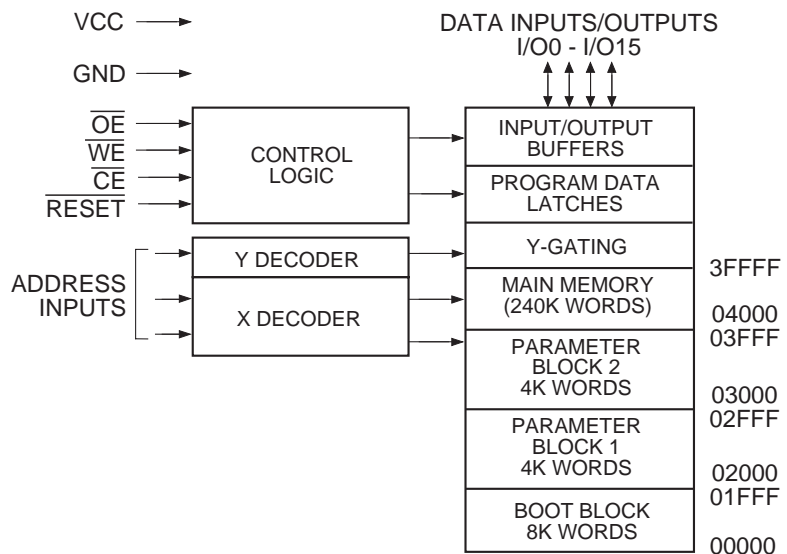 VCC
GND
OE
WE
CE
RESET
ADDRESS
INPUTS
CONTROL
LOGIC
Y DECODER
X DECODER
DATA INPUTS/OUTPUTS
I/O0 - I/O15
INPUT/OUTPUT
BUFFERS
PROGRAM DATA
LATCHES
Y-GATING
MAIN MEMORY
(240K WORDS)
PARAMETER
BLOCK 2
4K WORDS
PARAMETER
BLOCK 1
4K WORDS
BOOT BLOCK
8K WORDS
3FFFF
04000
03FFF
03000
02FFF
02000
01FFF
00000